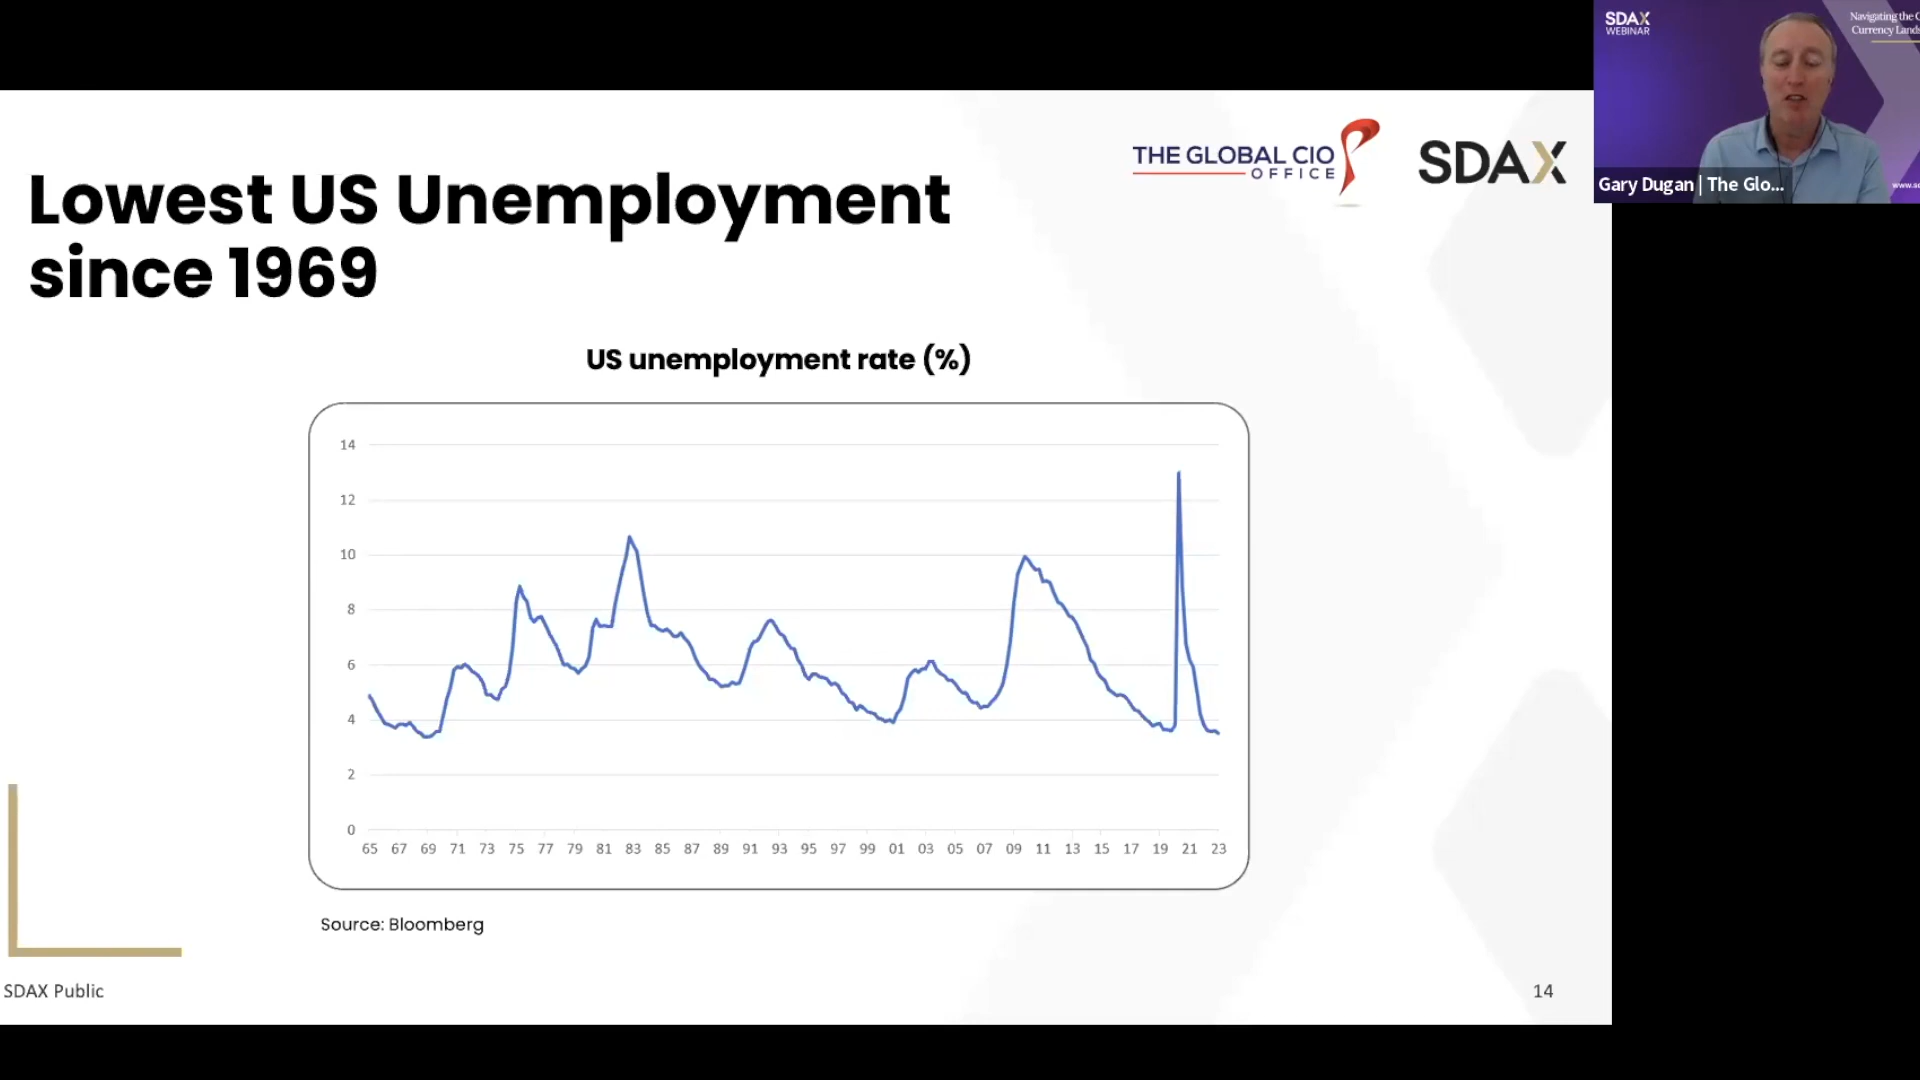 SDAX
WEBINAR
Navigating the
Currency
THE GLOBAL CIO
OFFICE
SDAX
Gary Dugan | The Glo...
Lowest US Unemployment
since 1969
US unemployment rate (%)
14
12
10
8
6
4
2
0
65 67 69 71 73 75 77 79 81 83 85 87 89 91 93 95 97 99 01 03 05 07 09 11 13 15 17 19 21 23
Source: Bloomberg
SDAX Public
14